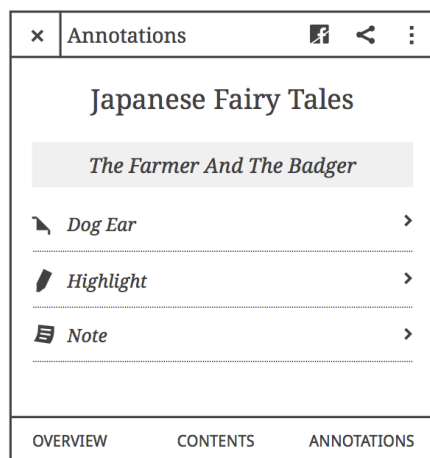 Annotations
Japanese Fairy Tales
The Farmer And The Badger
Dog Ear
Highlight
Note
OVERVIEW CONTENTS ANNOTATIONS